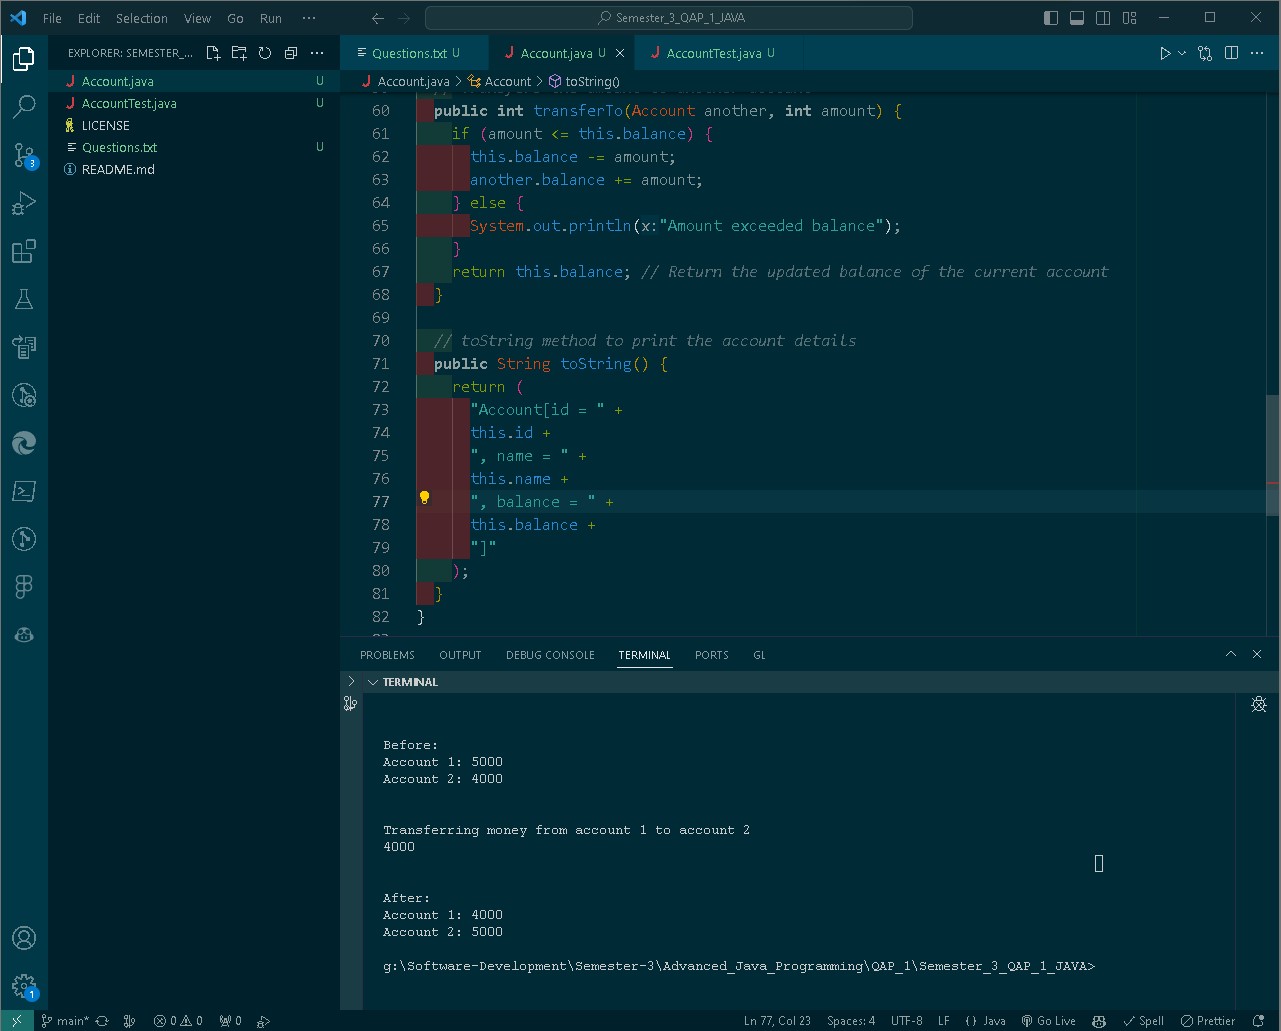 File Edit Selection View Go Run ··· Semester_3_QAP_1_JAVA
EXPLORER: SEMESTER_...
Account.java U
AccountTest.java U
LICENSE
Questions.txt U
README.md
3
1
Questions.txt U Account.java U AccountTest.java U
Account.java > Account > toString()
60 public int transferTo(Account another, int amount) {
61 if (amount <= this.balance) {
62 this.balance -= amount;
63 another.balance += amount;
64 } else {
65 System.out.println(x:"Amount exceeded balance");
66 }
67 return this.balance; // Return the updated balance of the current account
68 }
69
70 // toString method to print the account details
71 public String toString() {
72 return (
73 "Account[id = " +
74 this.id +
75 ", name = " +
76 this.name +
77 ", balance = " +
78 this.balance +
79 "]"
80 );
81 }
82 }
PROBLEMS OUTPUT DEBUG CONSOLE TERMINAL PORTS GL
TERMINAL
Before:
Account 1: 5000
Account 2: 4000
Transferring money from account 1 to account 2
4000
After:
Account 1: 4000
Account 2: 5000
g:\Software-Development\Semester-3\Advanced_Java_Programming\QAP_1\Semester_3_QAP_1_JAVA>
main* 0 0 0 Ln 77, Col 23 Spaces: 4 UTF-8 LF {} Java Go Live Spell Prettier